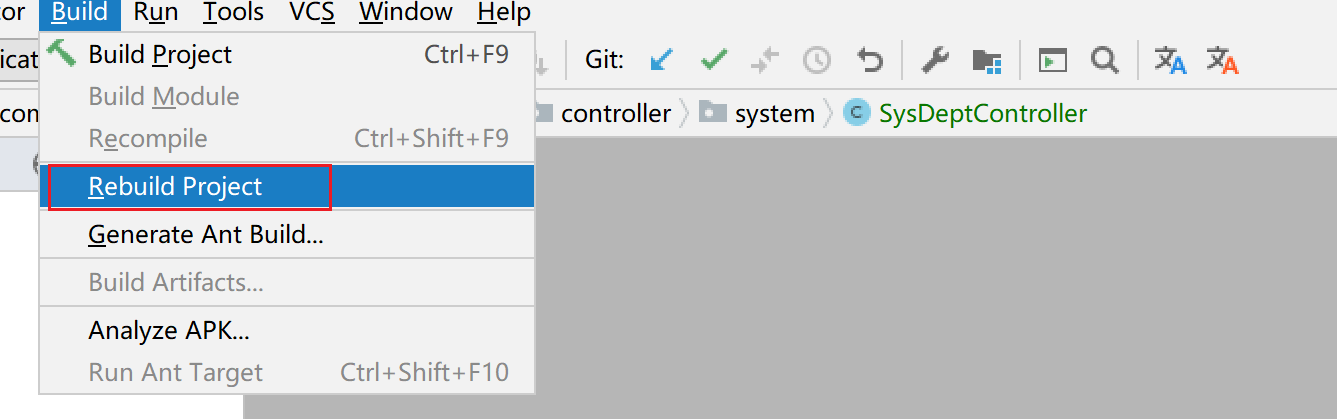 tor Build Run Tools VCS Window Help
Build Project Ctrl+F9
icat Git:
Build Module
con controller system C SysDeptController
Recompile Ctrl+Shift+F9
Rebuild Project
Generate Ant Build...
Build Artifacts...
Analyze APK...
Run Ant Target Ctrl+Shift+F10